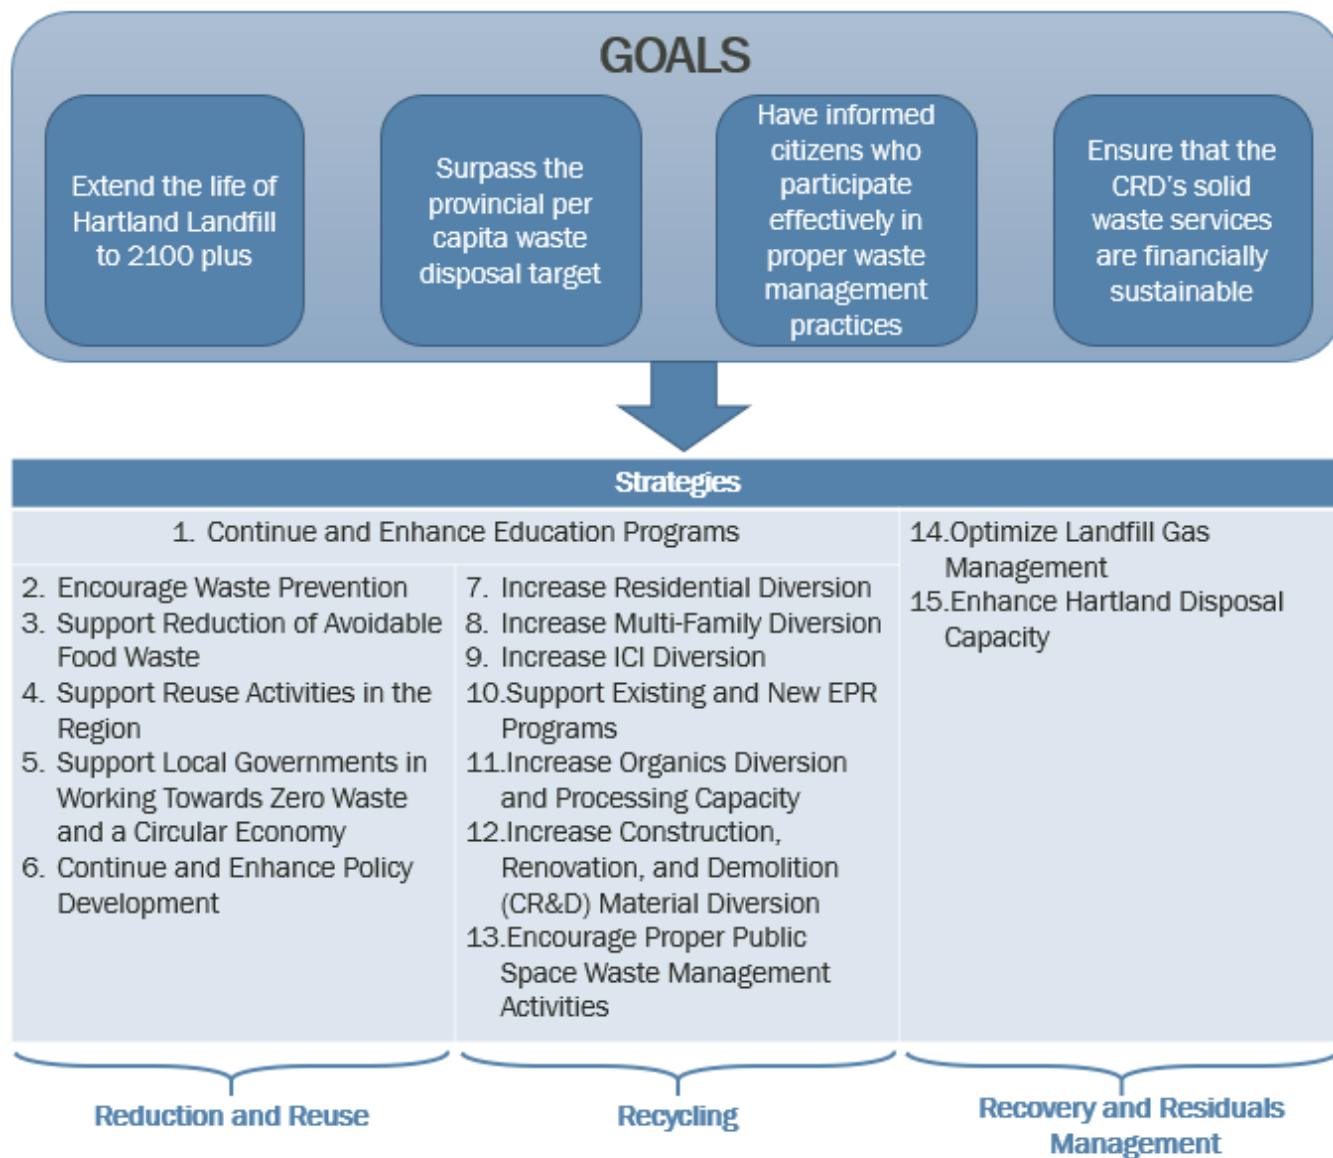 GOALS
Extend the life of
Hartland Landfill
to 2100 plus
Surpass the
provincial per
capita waste
disposal target
Have informed
citizens who
participate
effectively in
proper waste
management
practices
Ensure that the
CRD's solid
waste services
are financially
sustainable
Strategies
1. Continue and Enhance Education Programs
2. Encourage Waste Prevention
3. Support Reduction of Avoidable
Food Waste
4. Support Reuse Activities in the
Region
5. Support Local Governments in
Working Towards Zero Waste
and a Circular Economy
6. Continue and Enhance Policy
Development
7. Increase Residential Diversion
8. Increase Multi-Family Diversion
9. Increase ICI Diversion
10.Support Existing and New EPR
Programs
11.Increase Organics Diversion
and Processing Capacity
12.Increase Construction,
Renovation, and Demolition
(CR&D) Material Diversion
13.Encourage Proper Public
Space Waste Management
Activities
14.Optimize Landfill Gas
Management
15.Enhance Hartland Disposal
Capacity
Reduction and Reuse
Recycling
Recovery and Residuals
Management